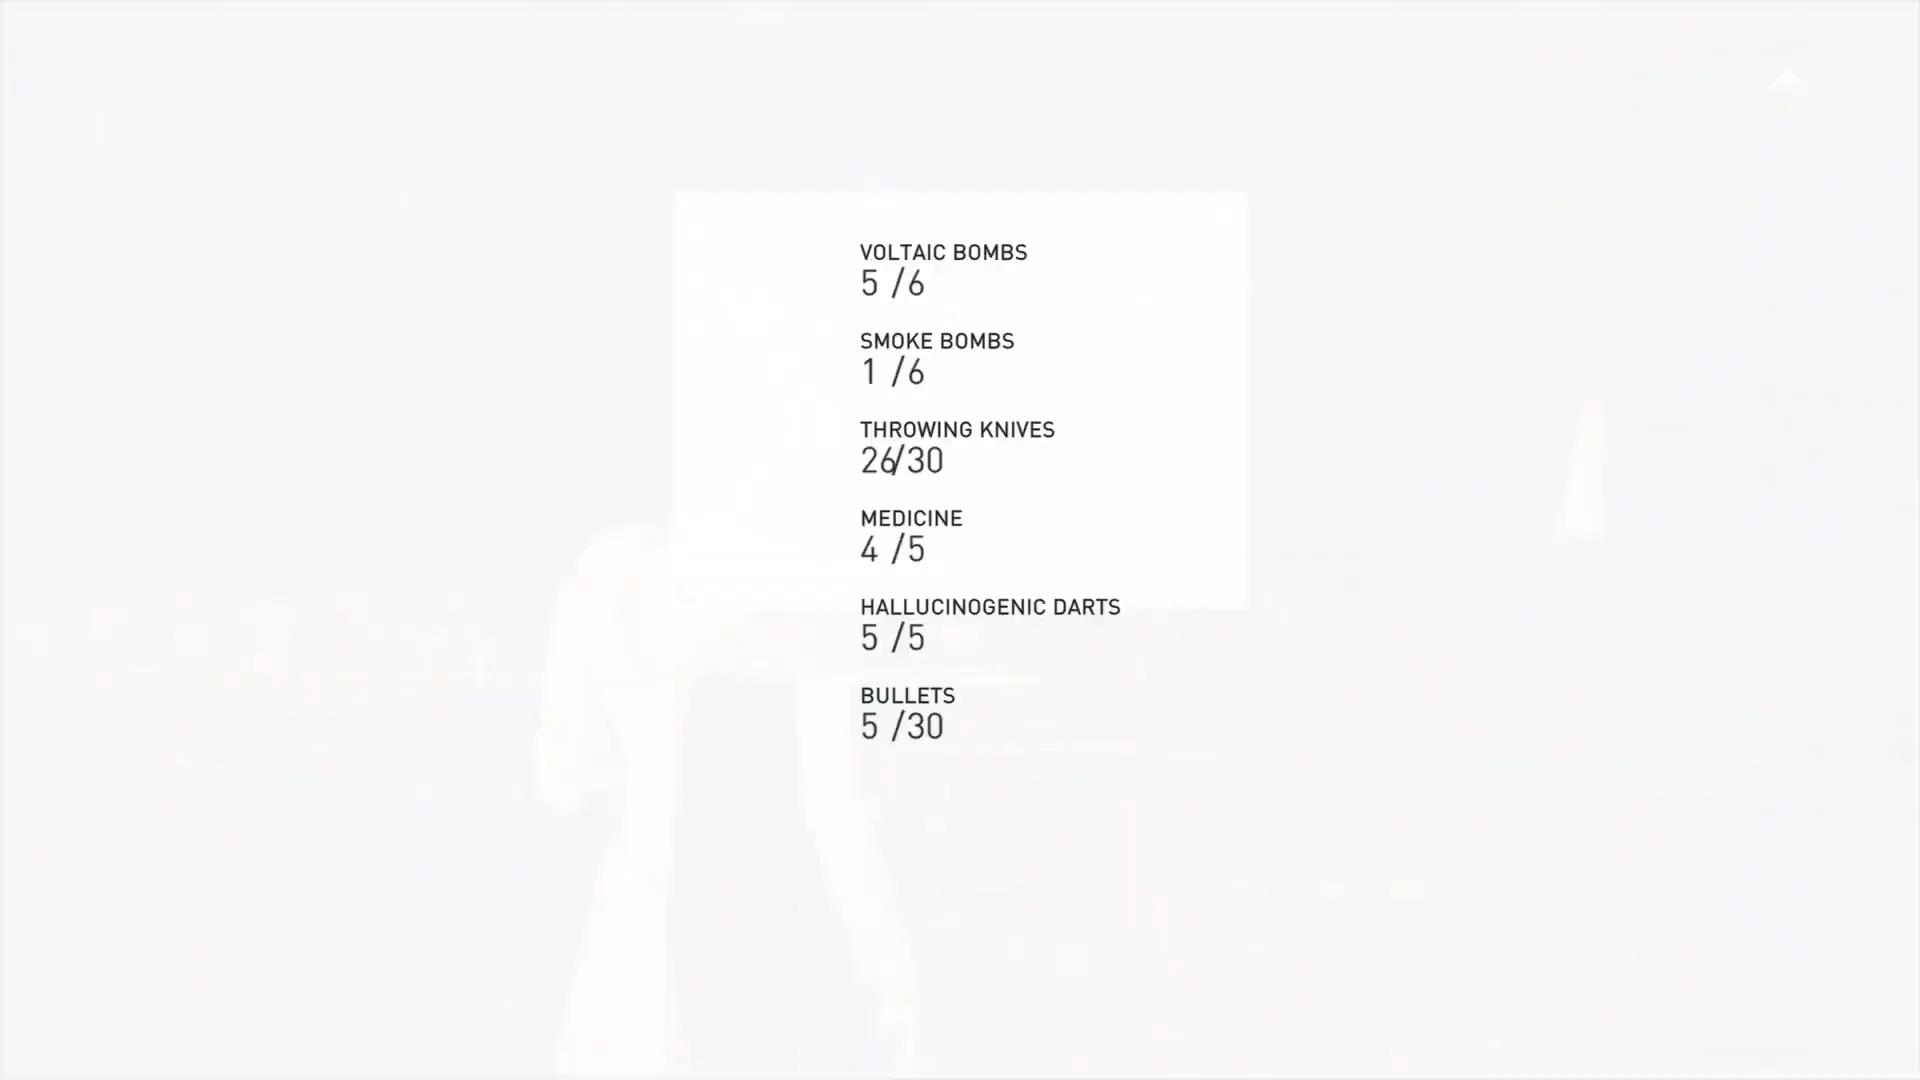 VOLTAIC BOMBS
5 /6
SMOKE BOMBS
1 /6
THROWING KNIVES
26/30
MEDICINE
4 /5
HALLUCINOGENIC DARTS
5 /5
BULLETS
5 /30